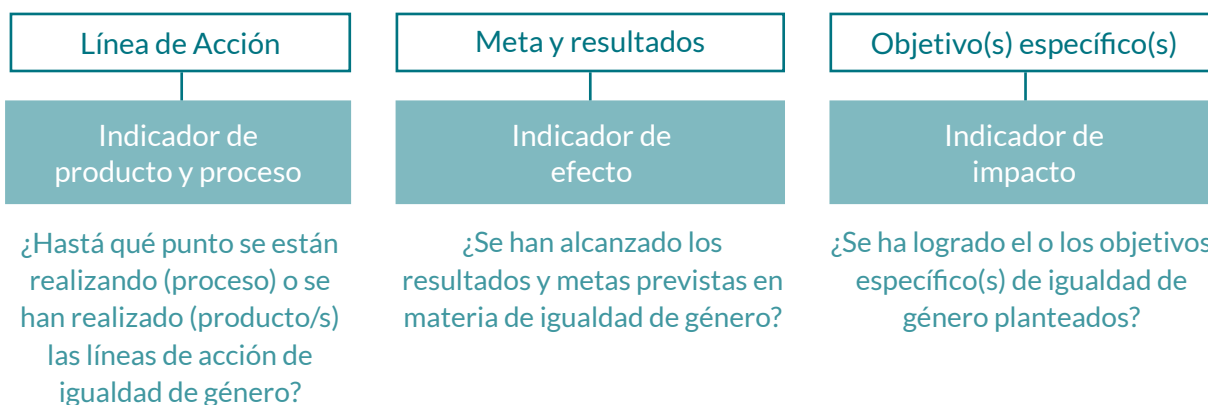 Línea de Acción
Indicador de
producto y proceso
¿Hastá qué punto se están
realizando (proceso) o se
han realizado (producto/s)
las líneas de acción de
igualdad de género?
Meta y resultados
Indicador de
efecto
¿Se han alcanzado los
resultados y metas previstas en
materia de igualdad de género?
Objetivo(s) específico(s)
Indicador de
impacto
¿Se ha logrado el o los objetivos
específico(s) de igualdad de
género planteados?